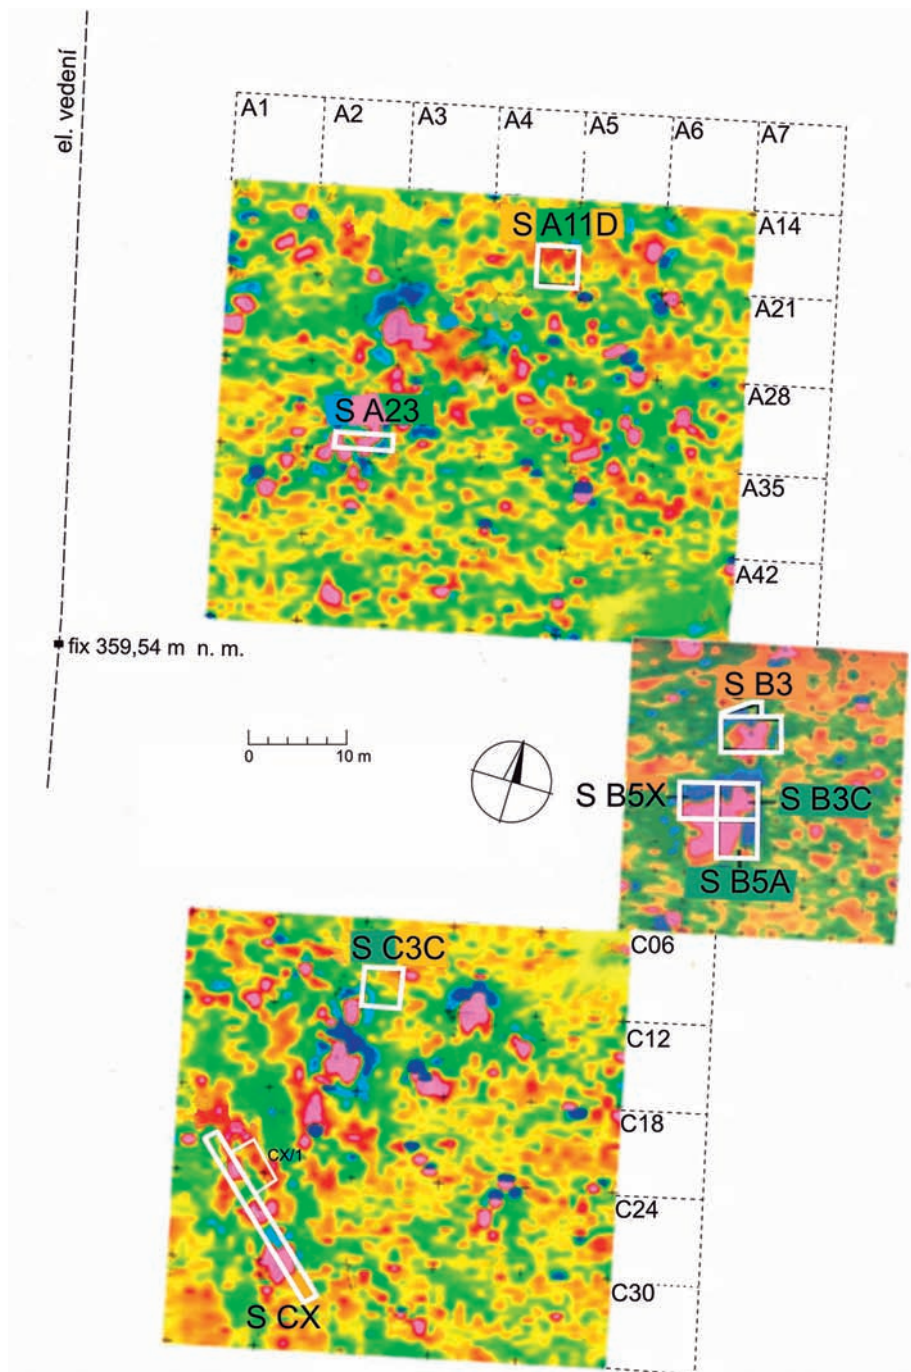 el. vedení
A1
A2
A3
A4
A5
A6
A7
A14
S A11D
A21
A28
S A23
A35
A42
fix 359,54 m n. m.
S B3
0
10 m
S B5X
S B3C
S B5A
C06
S C3C
C12
C18
CX/1
C24
C30
S CX